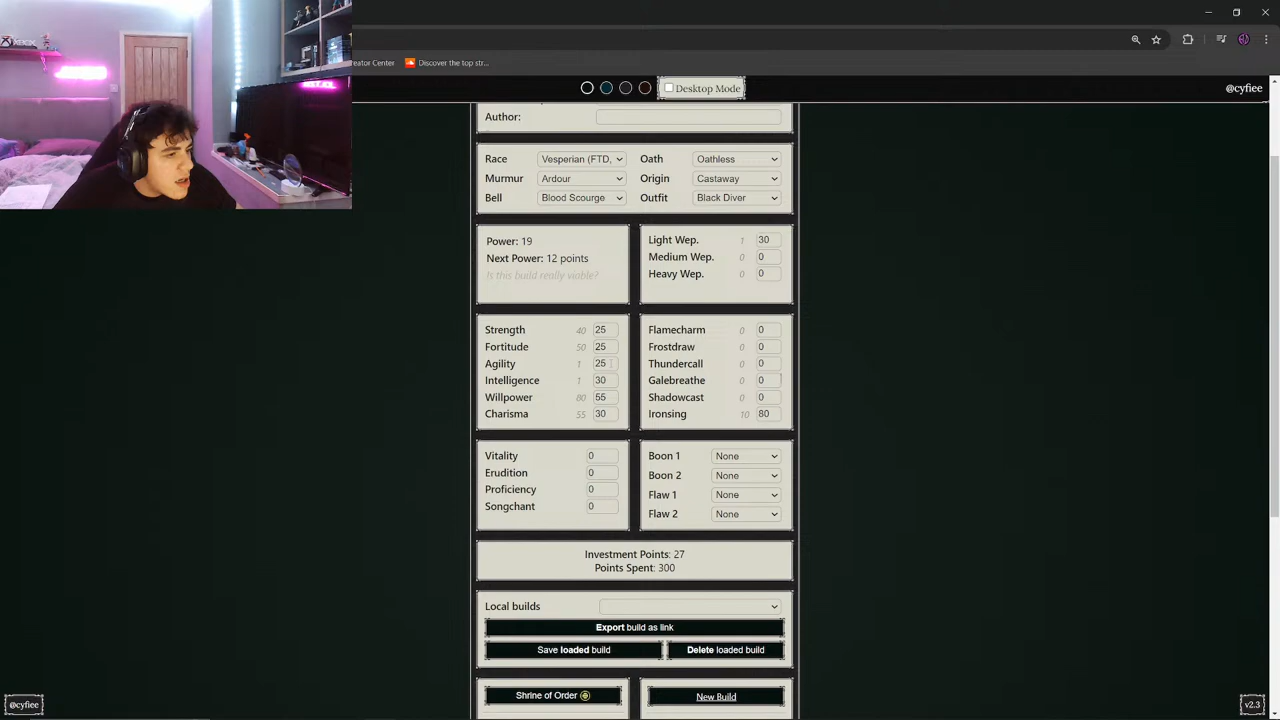 XBOX
eator Center
Discover the top str...
Desktop Mode
@cyfiee
Author:
Race Vesperian (FTD, Oath Oathless
Murmur Ardour Origin Castaway
Bell Blood Scourge Outfit Black Diver
Power: 19
Next Power: 12 points
Is this build really viable?
Light Wep. 1 30
Medium Wep. 0 0
Heavy Wep. 0 0
Strength 40 25
Fortitude 50 25
Agility 1 25
Intelligence 1 30
Willpower 80 55
Charisma 55 30
Flamecharm 0 0
Frostdraw 0 0
Thundercall 0 0
Galebreathe 0 0
Shadowcast 0 0
Ironsing 10 80
Vitality 0
Erudition 0
Proficiency 0
Songchant 0
Boon 1 None
Boon 2 None
Flaw 1 None
Flaw 2 None
Investment Points: 27
Points Spent: 300
Local builds
Export build as link
Save loaded build
Delete loaded build
Shrine of Order
New Build
@cyfiee
v2.3